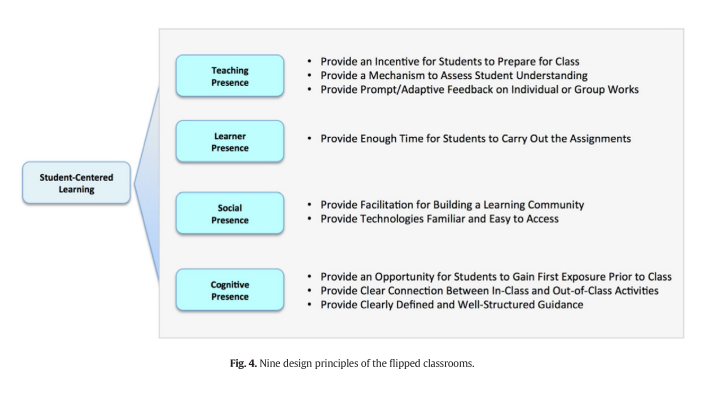 Student-Centered
Learning
Teaching
Presence
• Provide an Incentive for Students to Prepare for Class
• Provide a Mechanism to Assess Student Understanding
• Provide Prompt/Adaptive Feedback on Individual or Group Works
Learner
Presence
• Provide Enough Time for Students to Carry Out the Assignments
Social
Presence
• Provide Facilitation for Building a Learning Community
• Provide Technologies Familiar and Easy to Access
Cognitive
Presence
• Provide an Opportunity for Students to Gain First Exposure Prior to Class
• Provide Clear Connection Between In-Class and Out-of-Class Activities
• Provide Clearly Defined and Well-Structured Guidance
Fig. 4. Nine design principles of the flipped classrooms.